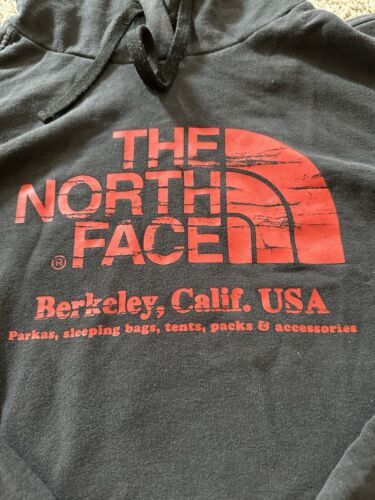 THE
NORTH
FACE
®
Berkeley, Calif. USA
Parkas, sleeping bags, tents, packs & accessories